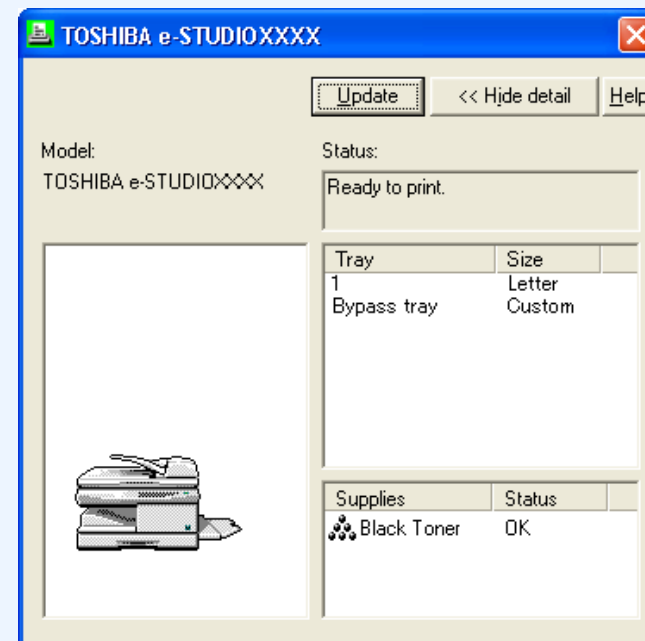 TOSHIBA e-STUDIOXXXX
Update << Hide detail Help
Model: Status:
TOSHIBA e-STUDIOXXXX Ready to print.
Tray Size
1 Letter
Bypass tray Custom
Supplies Status
Black Toner OK